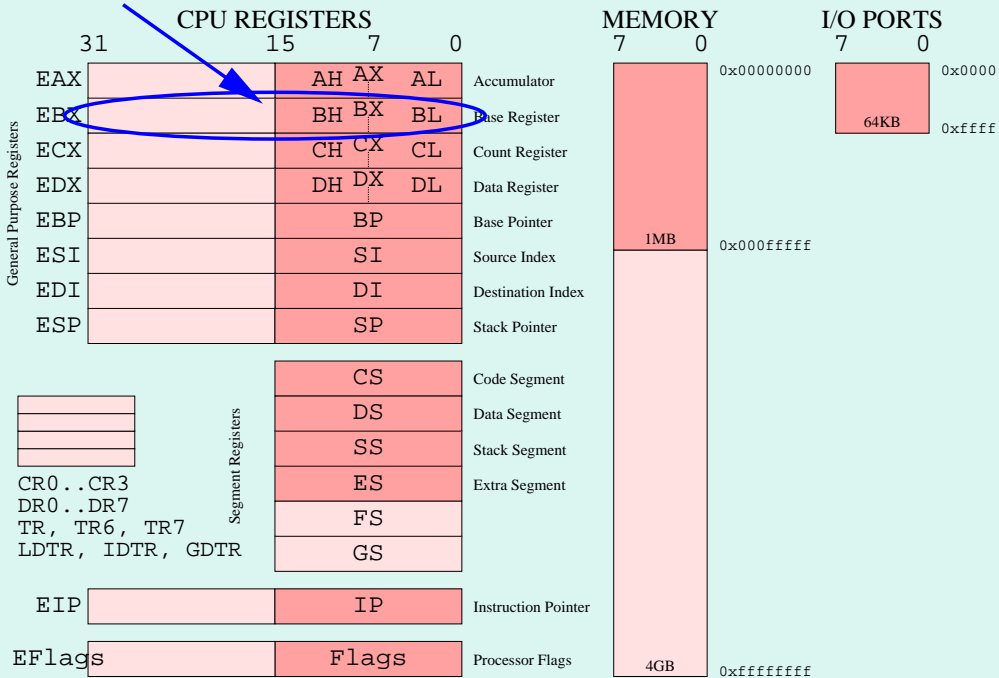 CPU REGISTERS MEMORY I/O PORTS
31 15 7 0 7 0 7 0
EAX AH AX AL Accumulator 0x00000000 0x0000
EBX BH BX BL Base Register 64KB 0xffff
ECX CH CX CL Count Register
EDX DH DX DL Data Register
General Purpose Registers
EBP BP Base Pointer
ESI SI Source Index 1MB 0x000fffff
EDI DI Destination Index
ESP SP Stack Pointer
CS Code Segment
DS Data Segment
SS Stack Segment
Segment Registers
ES Extra Segment
CR0..CR3
DR0..DR7
FS
TR, TR6, TR7
LDTR, IDTR, GDTR
GS
EIP IP Instruction Pointer
EFlags Flags Processor Flags 4GB 0xffffffff